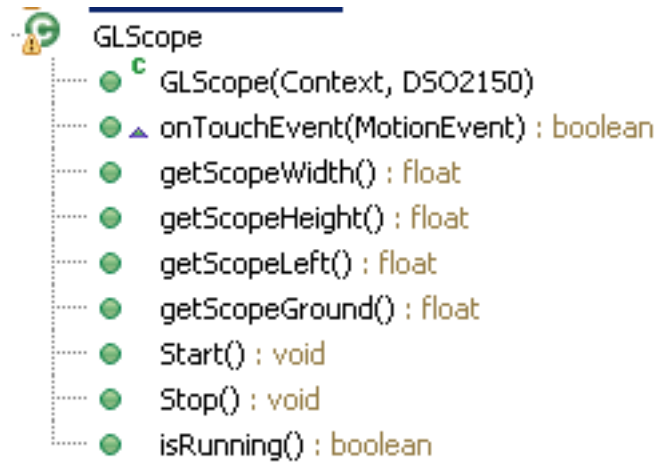 GLScope
C GLScope(Context, DSO2150)
onTouchEvent(MotionEvent) : boolean
getScopeWidth() : float
getScopeHeight() : float
getScopeLeft() : float
getScopeGround() : float
Start() : void
Stop() : void
isRunning() : boolean